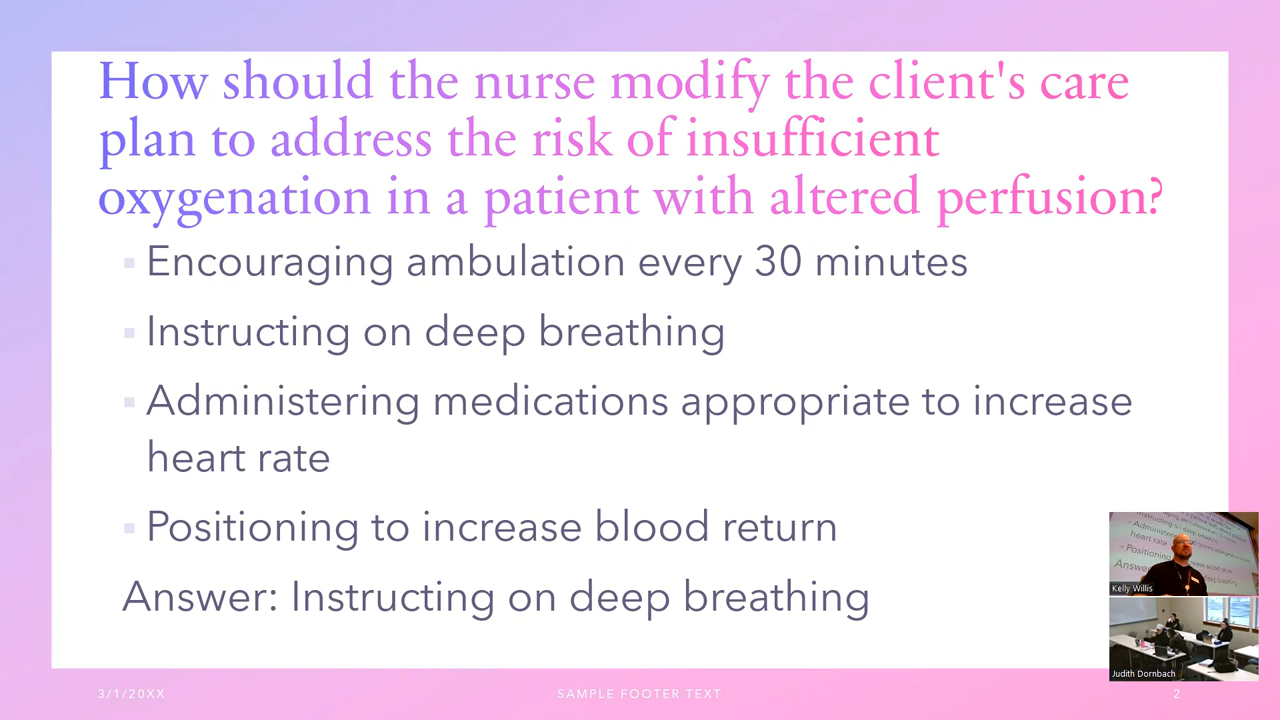 How should the nurse modify the client's care
plan to address the risk of insufficient
oxygenation in a patient with altered perfusion?
Encouraging ambulation every 30 minutes
Instructing on deep breathing
Administering medications appropriate to increase
heart rate
Positioning to increase blood return
Answer: Instructing on deep breathing
Kelly Willis
Judith Dornbach
3/1/20XX
SAMPLE FOOTER TEXT
2